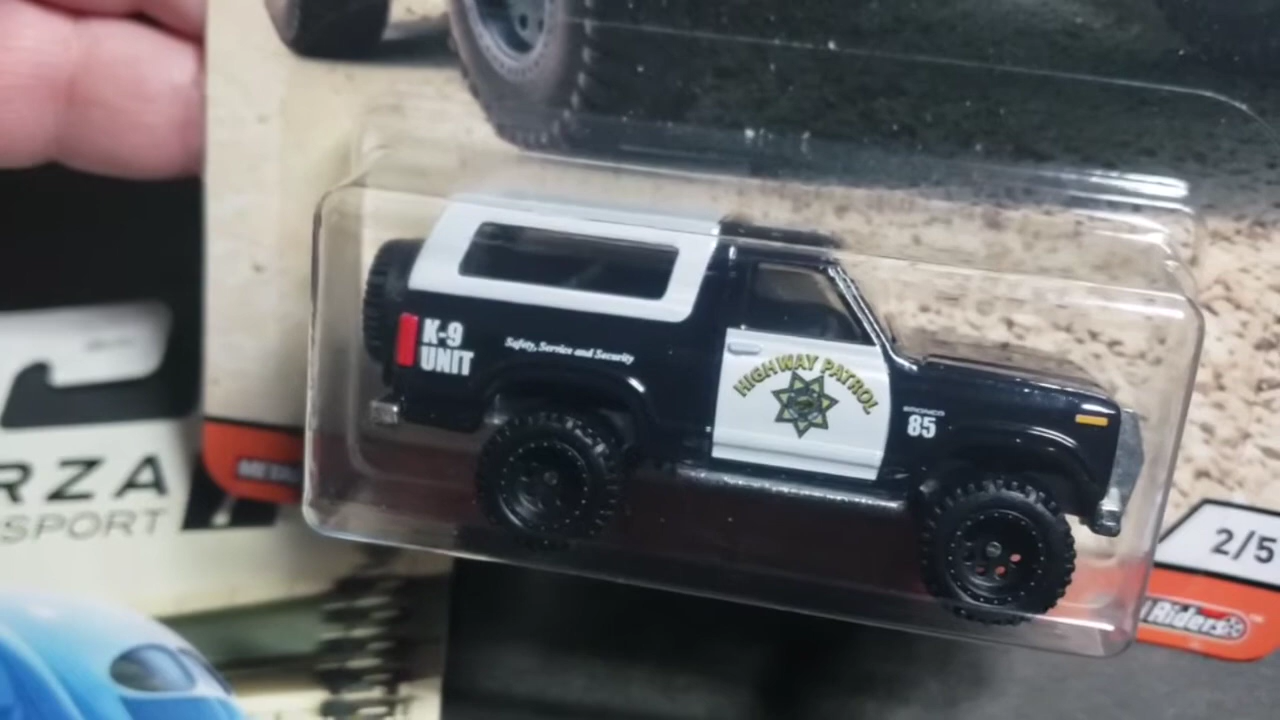 K-9
UNIT
Safety, Service and Security
HIGHWAY PATROL
BRONCO
85
RZA
SPORT
2/5
Riders